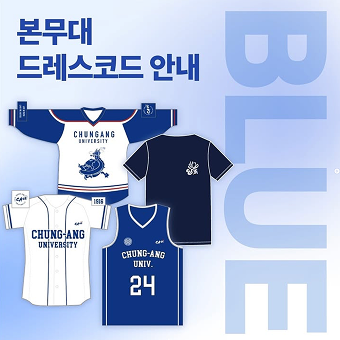 본무대
드레스코드 안내
BLUE
CHUNGANG
UNIVERSITY
CHUNG-ANG
UNIVERSITY
1916
CHUNG-ANG
UNIV.
24